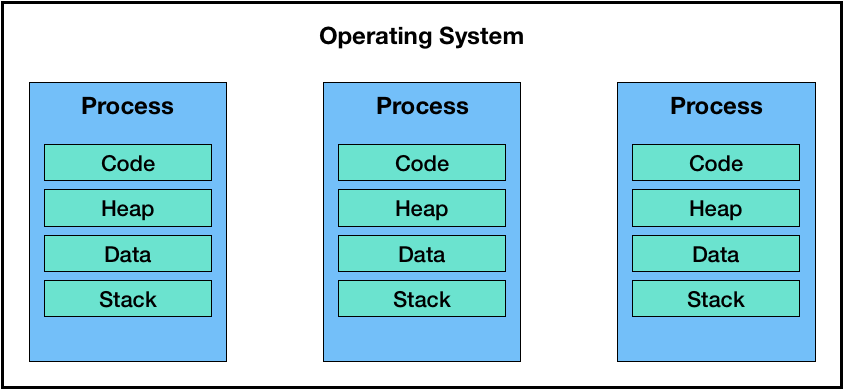 Operating System
Process
Code
Heap
Data
Stack
Process
Code
Heap
Data
Stack
Process
Code
Heap
Data
Stack